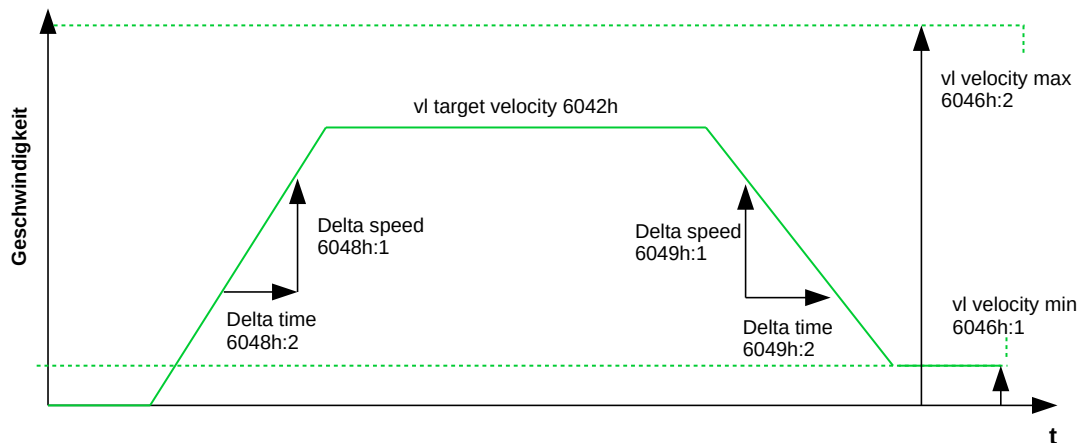 Geschwindigkeit
vl target velocity 6042h
vl velocity max
6046h:2
Delta speed
6048h:1
Delta speed
6049h:1
Delta time
6048h:2
Delta time
6049h:2
vl velocity min
6046h:1
t